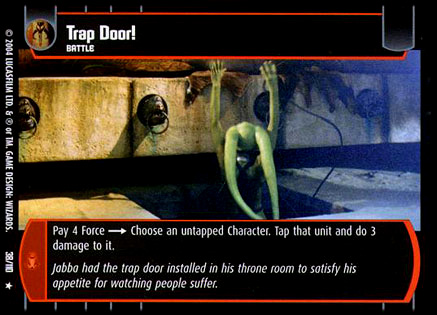 Trap Door!
BATTLE
Pay 4 Force → Choose an untapped Character. Tap that unit and do 3
damage to it.
Jabba had the trap door installed in his throne room to satisfy his
appetite for watching people suffer.
© 2004 LUCASFILM LTD. & ® or TM. GAME DESIGN: WIZARDS.
38/110